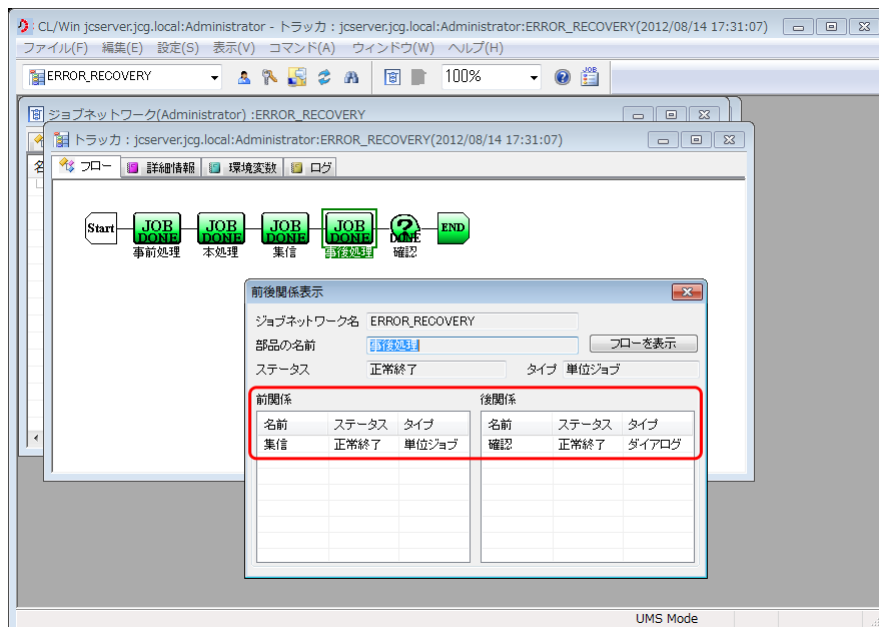 CL/Win jcserver.jcg.local:Administrator - トラッカ : jcserver.jcg.local:Administrator:ERROR_RECOVERY(2012/08/14 17:31:07)
ファイル(F) 編集(E) 設定(S) 表示(V) コマンド(A) ウィンドウ(W) ヘルプ(H)
ERROR_RECOVERY 100% JOB
ジョブネットワーク(Administrator) :ERROR_RECOVERY
トラッカ : jcserver.jcg.local:Administrator:ERROR_RECOVERY(2012/08/14 17:31:07)
名 フロー 詳細情報 環境変数 ログ
Start JOB DONE JOB DONE JOB DONE JOB DONE DONE END
事前処理 本処理 集信 事後処理 確認
前後関係表示
ジョブネットワーク名 ERROR_RECOVERY
部品の名前 事後処理 フローを表示
ステータス 正常終了 タイプ 単位ジョブ
前関係 後関係
名前 ステータス タイプ 名前 ステータス タイプ
集信 正常終了 単位ジョブ 確認 正常終了 ダイアログ
UMS Mode